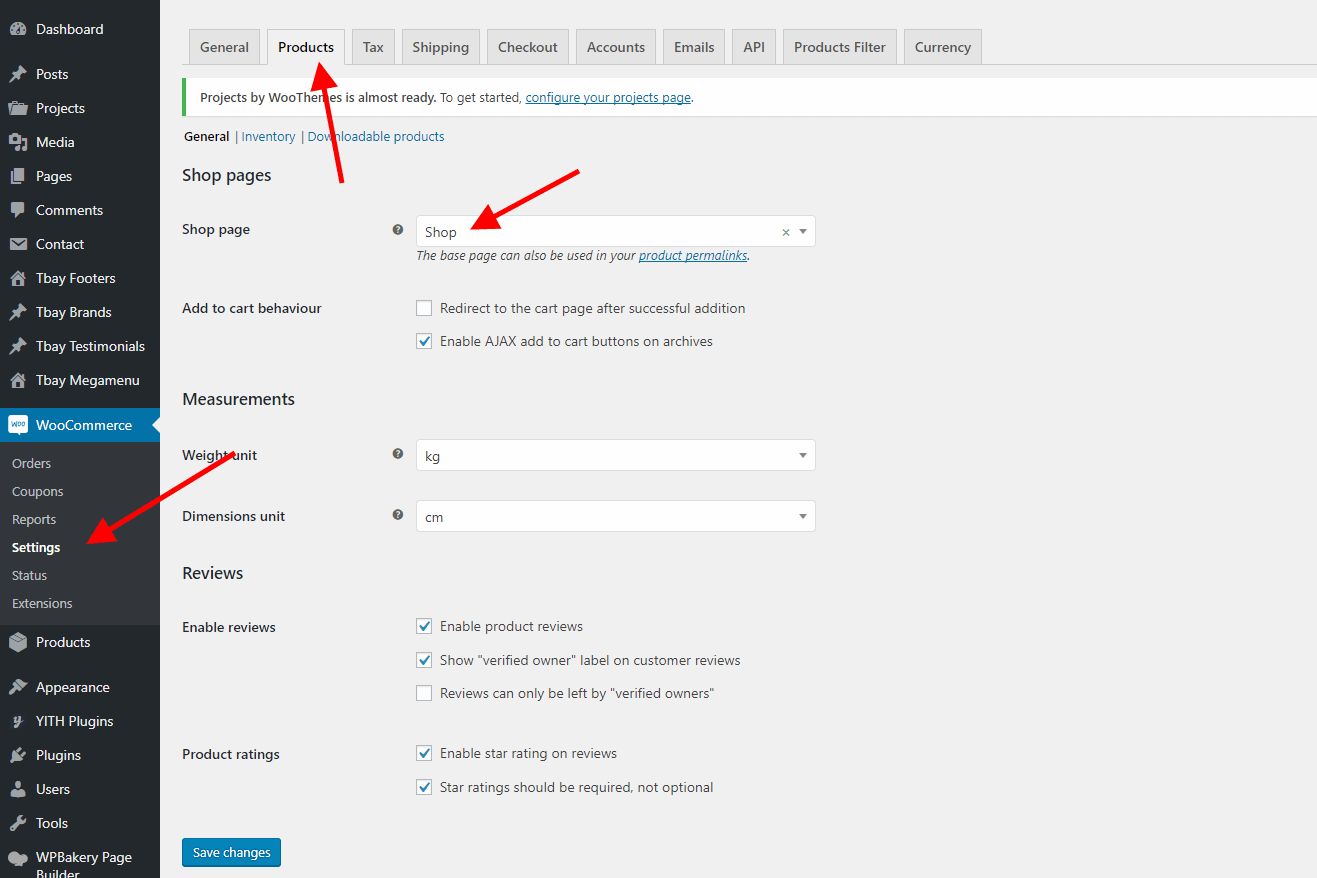 Dashboard
Posts
Projects
Media
Pages
Comments
Contact
Tbay Footers
Tbay Brands
Tbay Testimonials
Tbay Megamenu
Woo WooCommerce
Orders
Coupons
Reports
Settings
Status
Extensions
Products
Appearance
YITH Plugins
Plugins
Users
Tools
WPBakery Page
Builder
General Products Tax Shipping Checkout Accounts Emails API Products Filter Currency
Projects by WooThemes is almost ready. To get started, configure your projects page.
General | Inventory | Downloadable products
Shop pages
Shop page ? Shop ×
The base page can also be used in your product permalinks.
Add to cart behaviour Redirect to the cart page after successful addition
Enable AJAX add to cart buttons on archives
Measurements
Weight unit ? kg
Dimensions unit ? cm
Reviews
Enable reviews Enable product reviews
Show "verified owner" label on customer reviews
Reviews can only be left by "verified owners"
Product ratings Enable star rating on reviews
Star ratings should be required, not optional
Save changes